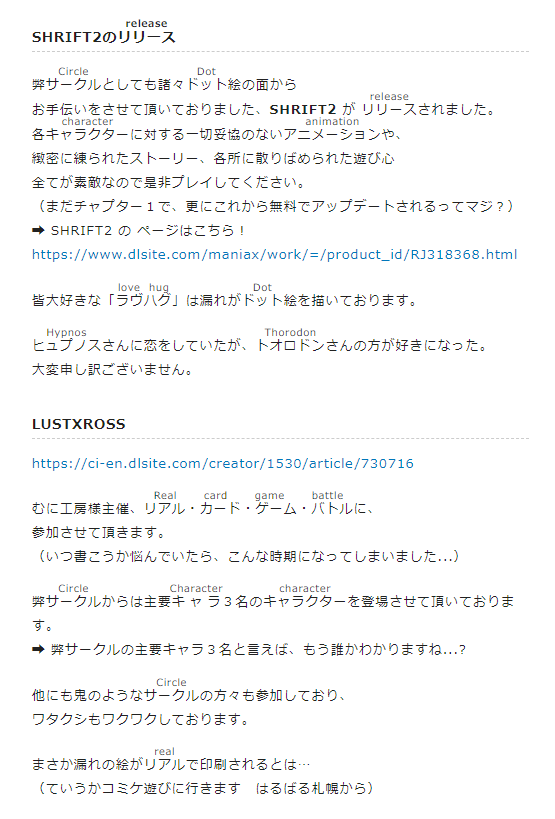 release
SHRIFT2のリリース
Circle Dot
弊サークルとしても諸々ドット絵の面から
release
お手伝いをさせて頂いておりました、SHRIFT2 が リリースされました。
character animation
各キャラクターに対する一切妥協のないアニメーションや、
緻密に練られたストーリー、各所に散りばめられた遊び心
全てが素敵なので是非プレイしてください。
（まだチャプター１で、更にこれから無料でアップデートされるってマジ？）
➡ SHRIFT2 の ページはこちら！
https://www.dlsite.com/maniax/work/=/product_id/RJ318368.html
love hug Dot
皆大好きな「ラヴハグ」は漏れがドット絵を描いております。
Hypnos Thorodon
ヒュプノスさんに恋をしていたが、トオロドンさんの方が好きになった。
大変申し訳ございません。
LUSTXROSS
https://ci-en.dlsite.com/creator/1530/article/730716
Real card game battle
むに工房様主催、リアル・カード・ゲーム・バトルに、
参加させて頂きます。
（いつ書こうか悩んでいたら、こんな時期になってしまいました...）
Circle Character character
弊サークルからは主要キャラ３名のキャラクターを登場させて頂いておりま
す。
➡ 弊サークルの主要キャラ３名と言えば、もう誰かわかりますね...?
Circle
他にも鬼のようなサークルの方々も参加しており、
ワタクシもワクワクしております。
real
まさか漏れの絵がリアルで印刷されるとは…
（ていうかコミケ遊びに行きます　はるばる札幌から）